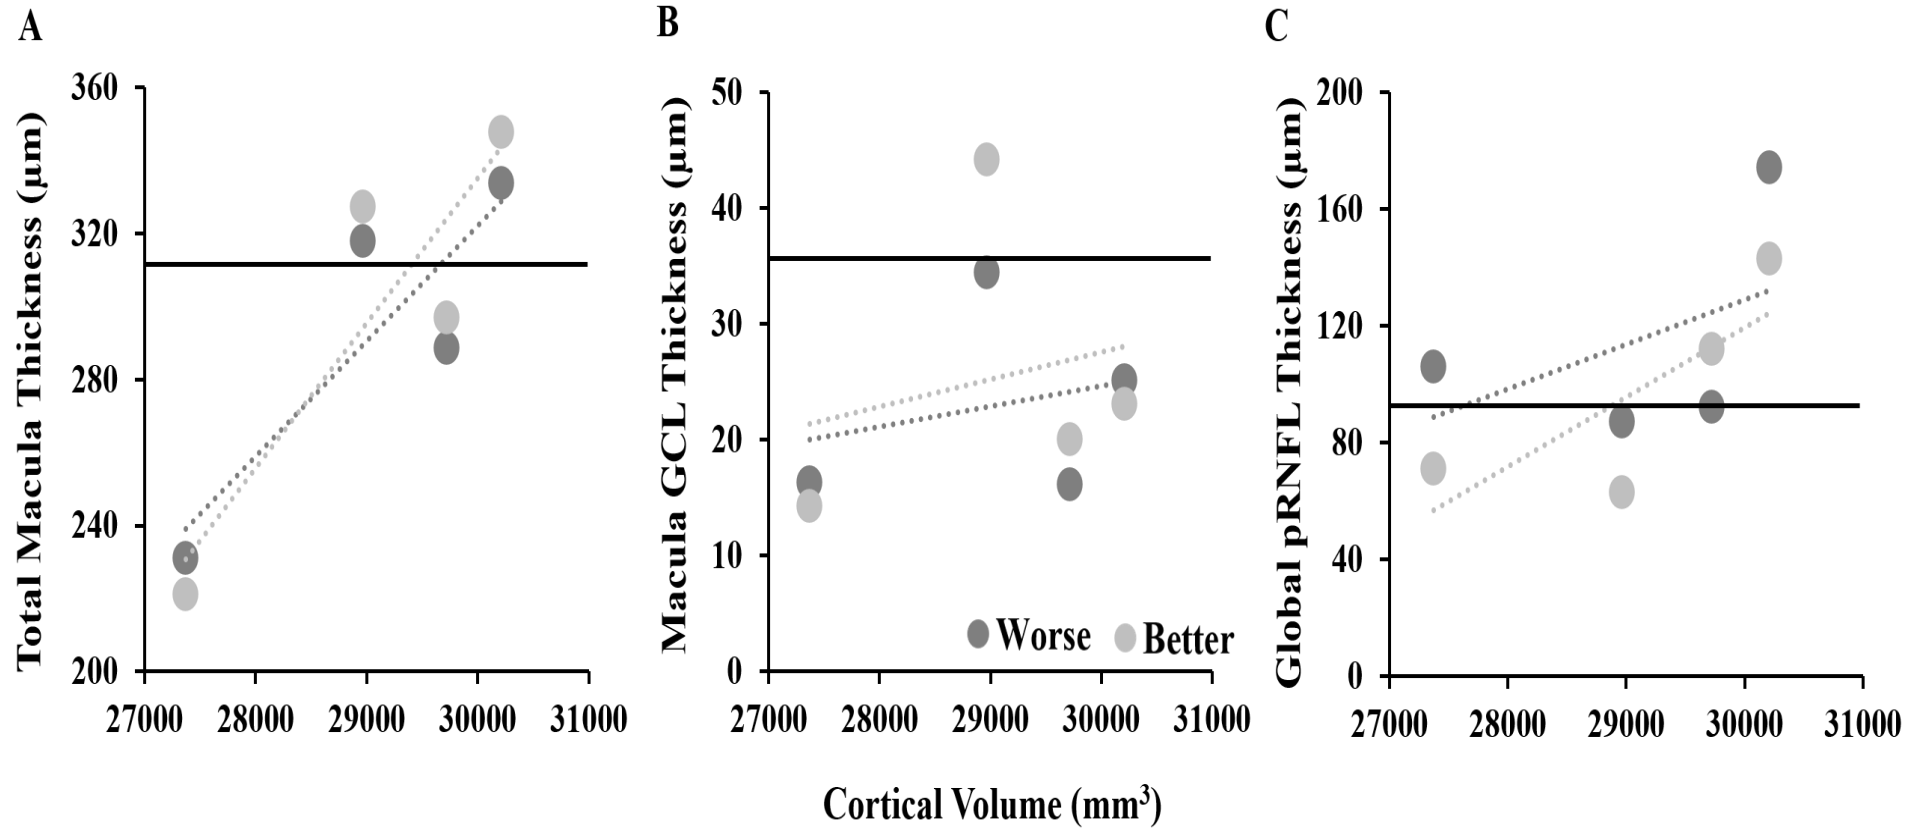 A
B
C
Total Macula Thickness (µm)
360
320
280
240
200
27000 28000 29000 30000 31000
Macula GCL Thickness (µm)
50
40
30
20
10
0
Worse Better
27000 28000 29000 30000 31000
Global pRNFL Thickness (µm)
200
160
120
80
40
0
27000 28000 29000 30000 31000
Cortical Volume (mm³)